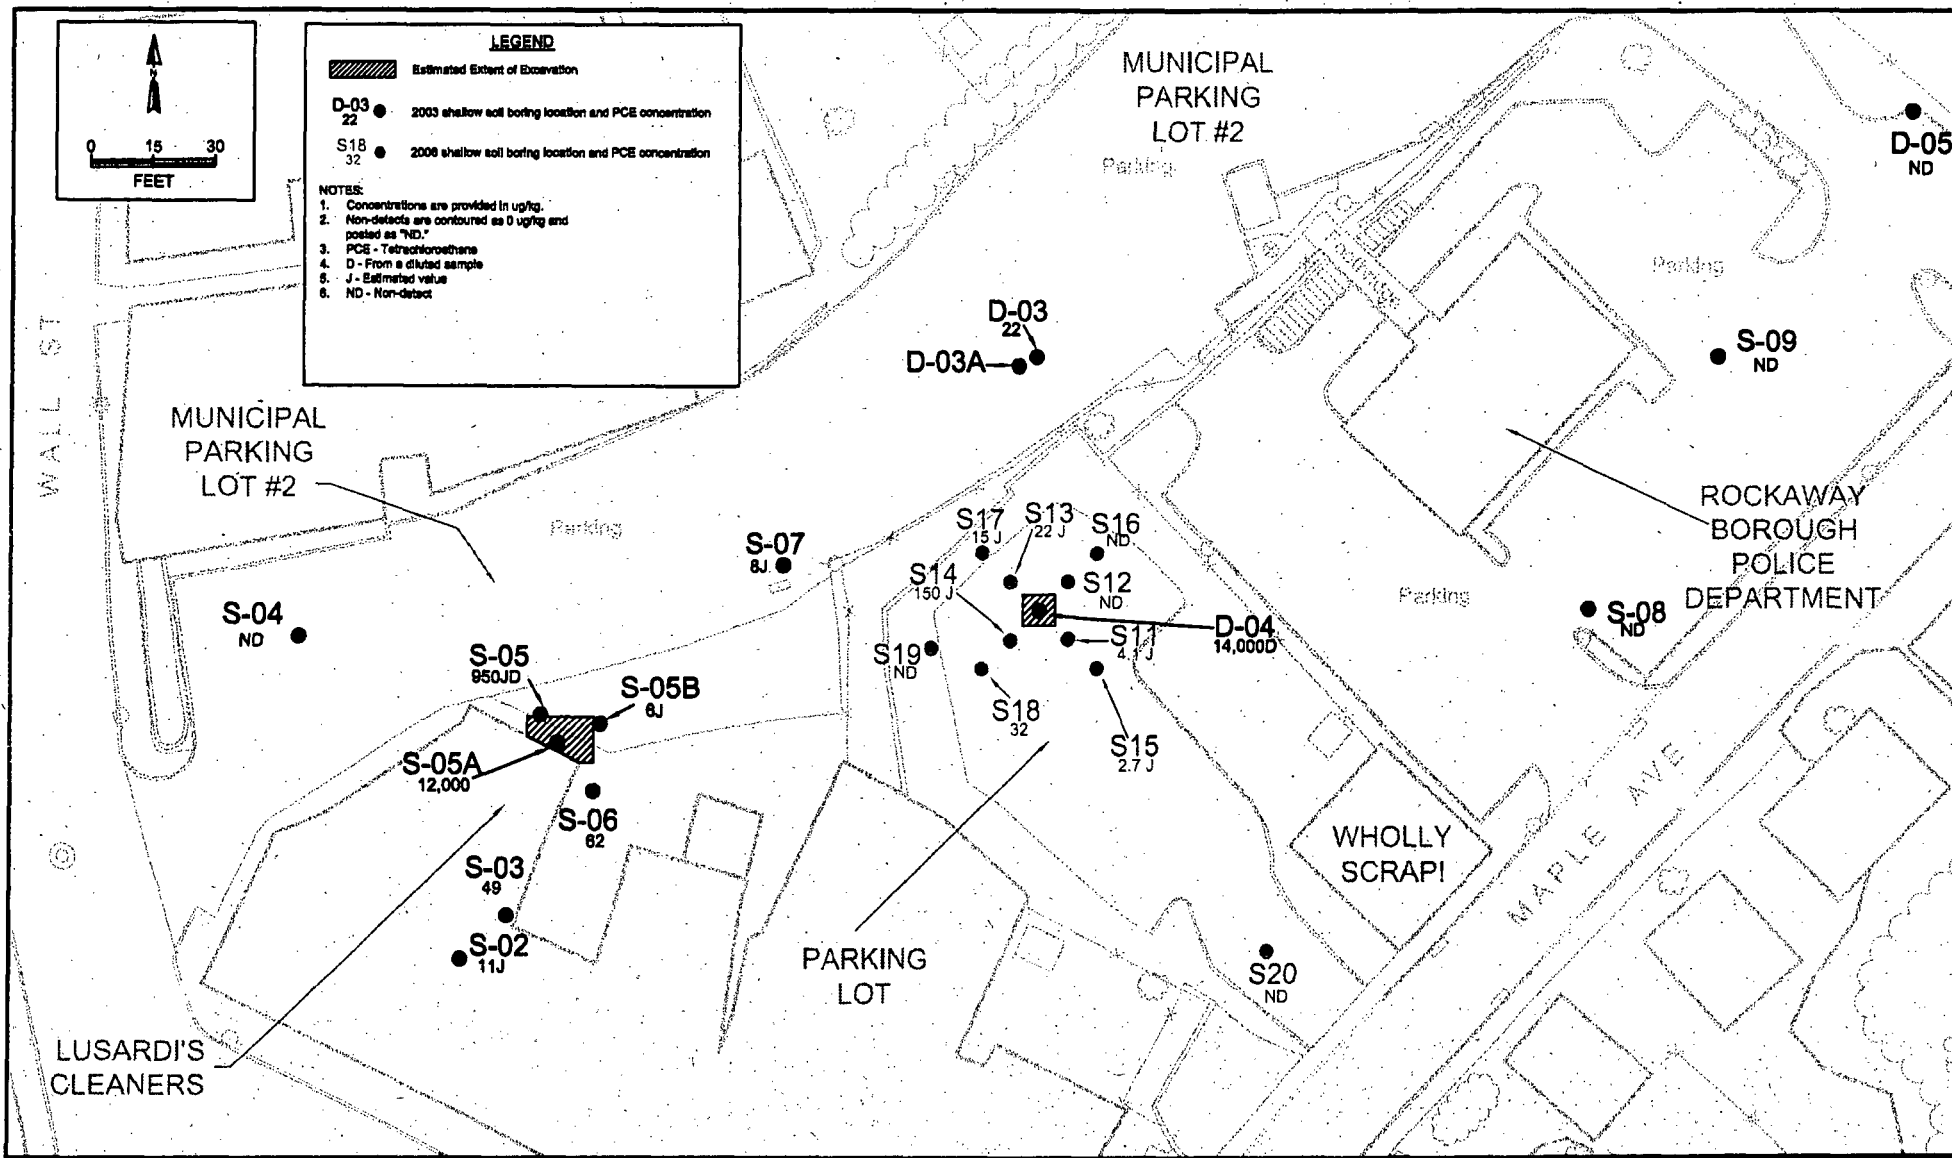 N
0 15 30
FEET
LEGEND
Estimated Extent of Excavation
D-03
22
2003 shallow soil boring location and PCE concentration
S18
32
2006 shallow soil boring location and PCE concentration
NOTES:
1. Concentrations are provided in ug/kg.
2. Non-detects are contoured as 0 ug/kg and
posted as "ND."
3. PCE - Tetrachloroethane
4. D - From a diluted sample
5. J - Estimated value
6. ND - Non-detect
MUNICIPAL
PARKING
LOT #2
Parking
D-05
ND
Parking
D-03
22
D-03A
S-09
ND
WALL ST
MUNICIPAL
PARKING
LOT #2
Parking
ROCKAWAY
BOROUGH
POLICE
DEPARTMENT
S-07
8J
S17
15 J
S13
22 J
S16
ND
S14
150 J
S12
ND
Parking
S-08
ND
S-04
ND
D-04
14,000D
S11
4.1 J
S19
ND
S-05
950JD
S-05B
6J
S18
32
S15
2.7 J
S-05A
12,000
S-06
62
WHOLLY
SCRAP!
MAPLE AVE
S-03
49
S-02
11J
PARKING
LOT
S20
ND
LUSARDI'S
CLEANERS